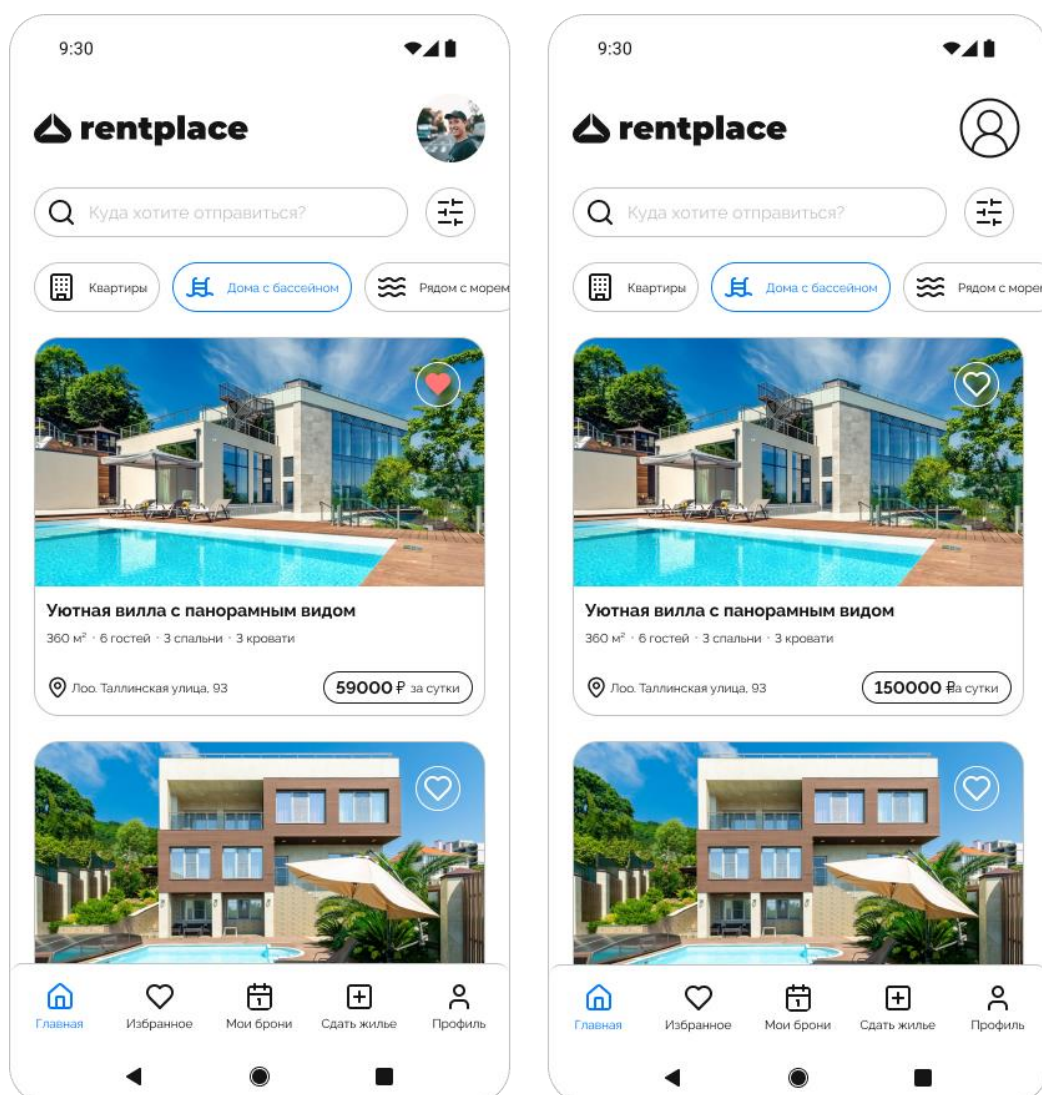 9:30
rentplace
Куда хотите отправиться?
Квартиры
Дома с бассейном
Рядом с морем
Уютная вилла с панорамным видом
360 м² · 6 гостей · 3 спальни · 3 кровати
Лоо. Таллинская улица, 93
59000 ₽ за сутки
Главная
Избранное
Мои брони
1
Сдать жилье
Профиль
9:30
rentplace
Куда хотите отправиться?
Квартиры
Дома с бассейном
Рядом с морем
Уютная вилла с панорамным видом
360 м² · 6 гостей · 3 спальни · 3 кровати
Лоо. Таллинская улица, 93
150000 ₽ за сутки
Главная
Избранное
Мои брони
1
Сдать жилье
Профиль